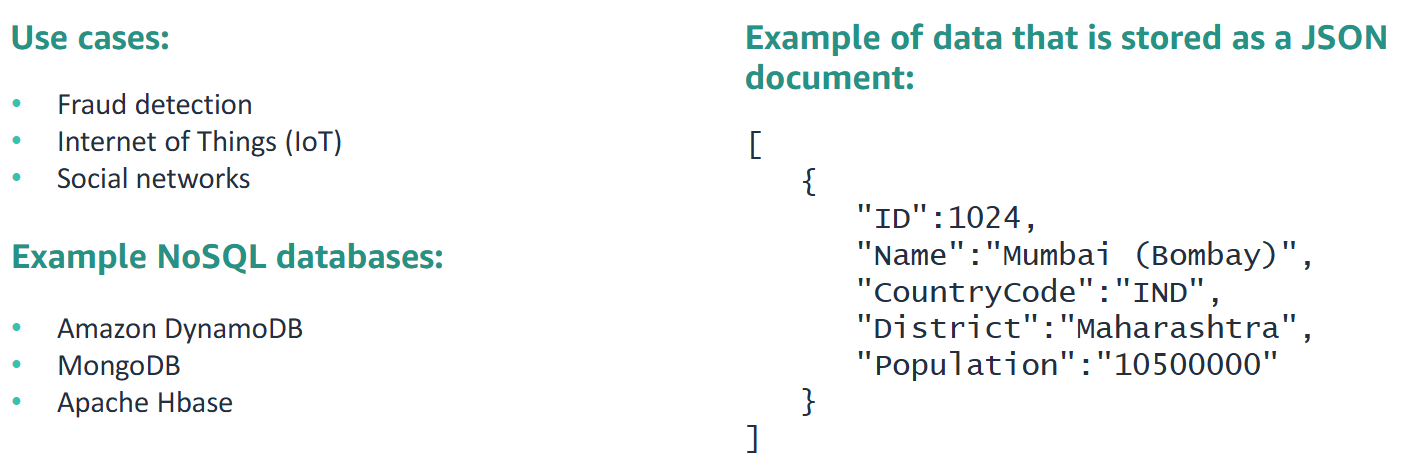 Use cases:
• Fraud detection
• Internet of Things (IoT)
• Social networks
Example NoSQL databases:
• Amazon DynamoDB
• MongoDB
• Apache Hbase
Example of data that is stored as a JSON
document:
[
{
"ID":1024,
"Name":"Mumbai (Bombay)",
"CountryCode":"IND",
"District":"Maharashtra",
"Population":"10500000"
}
]